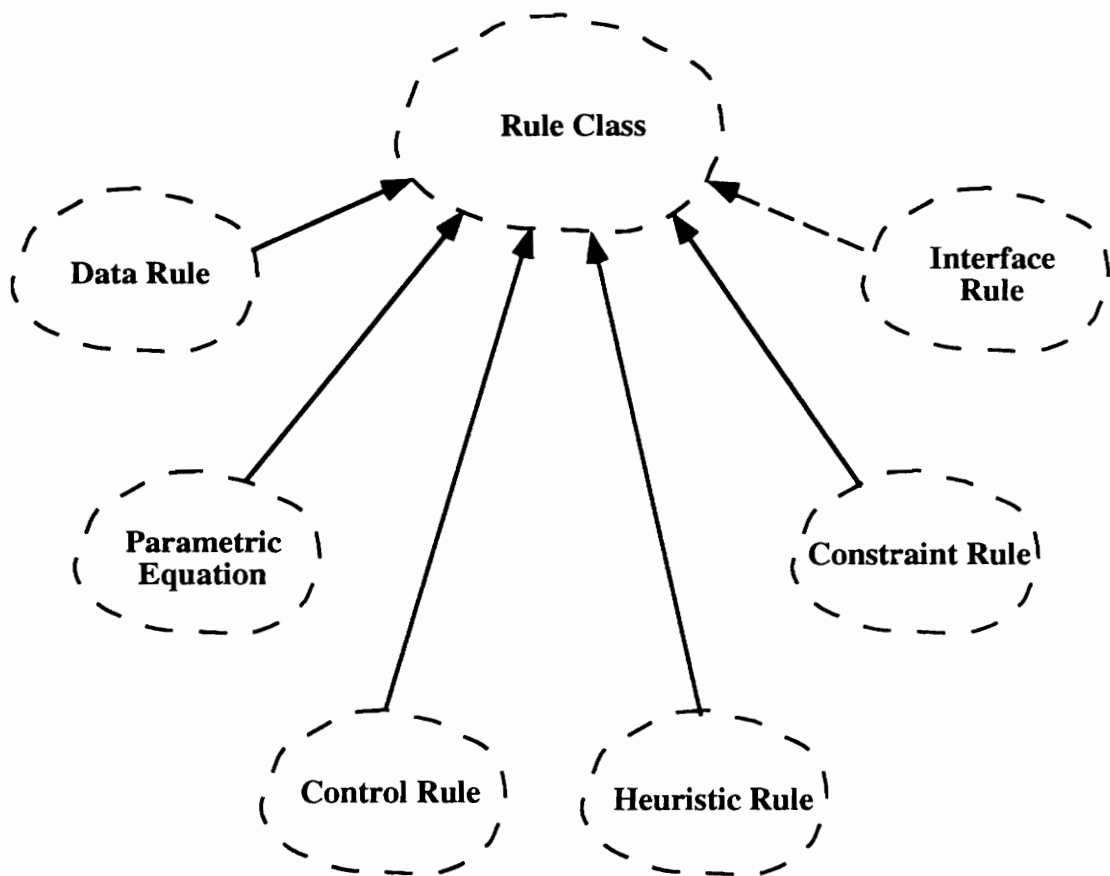 Rule Class
Data Rule
Interface
Rule
Parametric
Equation
Constraint Rule
Control Rule
Heuristic Rule